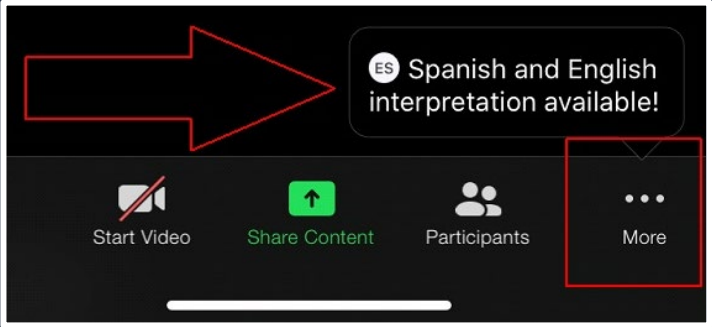 ES Spanish and English
interpretation available!
Start Video
Share Content
Participants
More